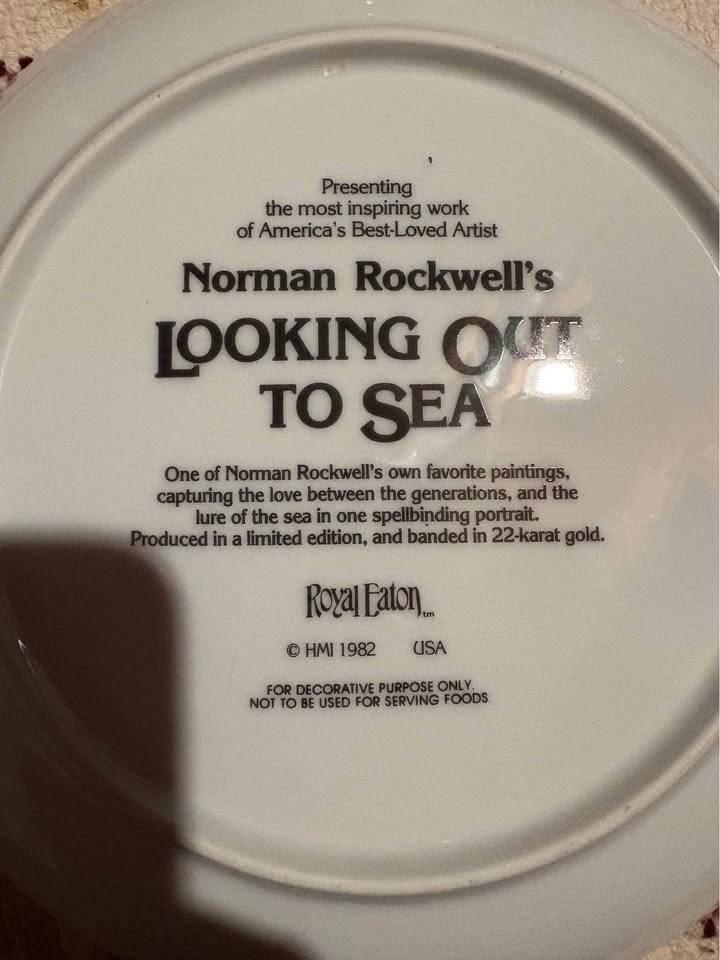 Presenting
the most inspiring work
of America's Best-Loved Artist
Norman Rockwell's
LOOKING OUT
TO SEA
One of Norman Rockwell's own favorite paintings,
capturing the love between the generations, and the
lure of the sea in one spellbinding portrait.
Produced in a limited edition, and banded in 22-karat gold.
Royal Eaton tm
© HMI 1982 USA
FOR DECORATIVE PURPOSE ONLY.
NOT TO BE USED FOR SERVING FOODS.